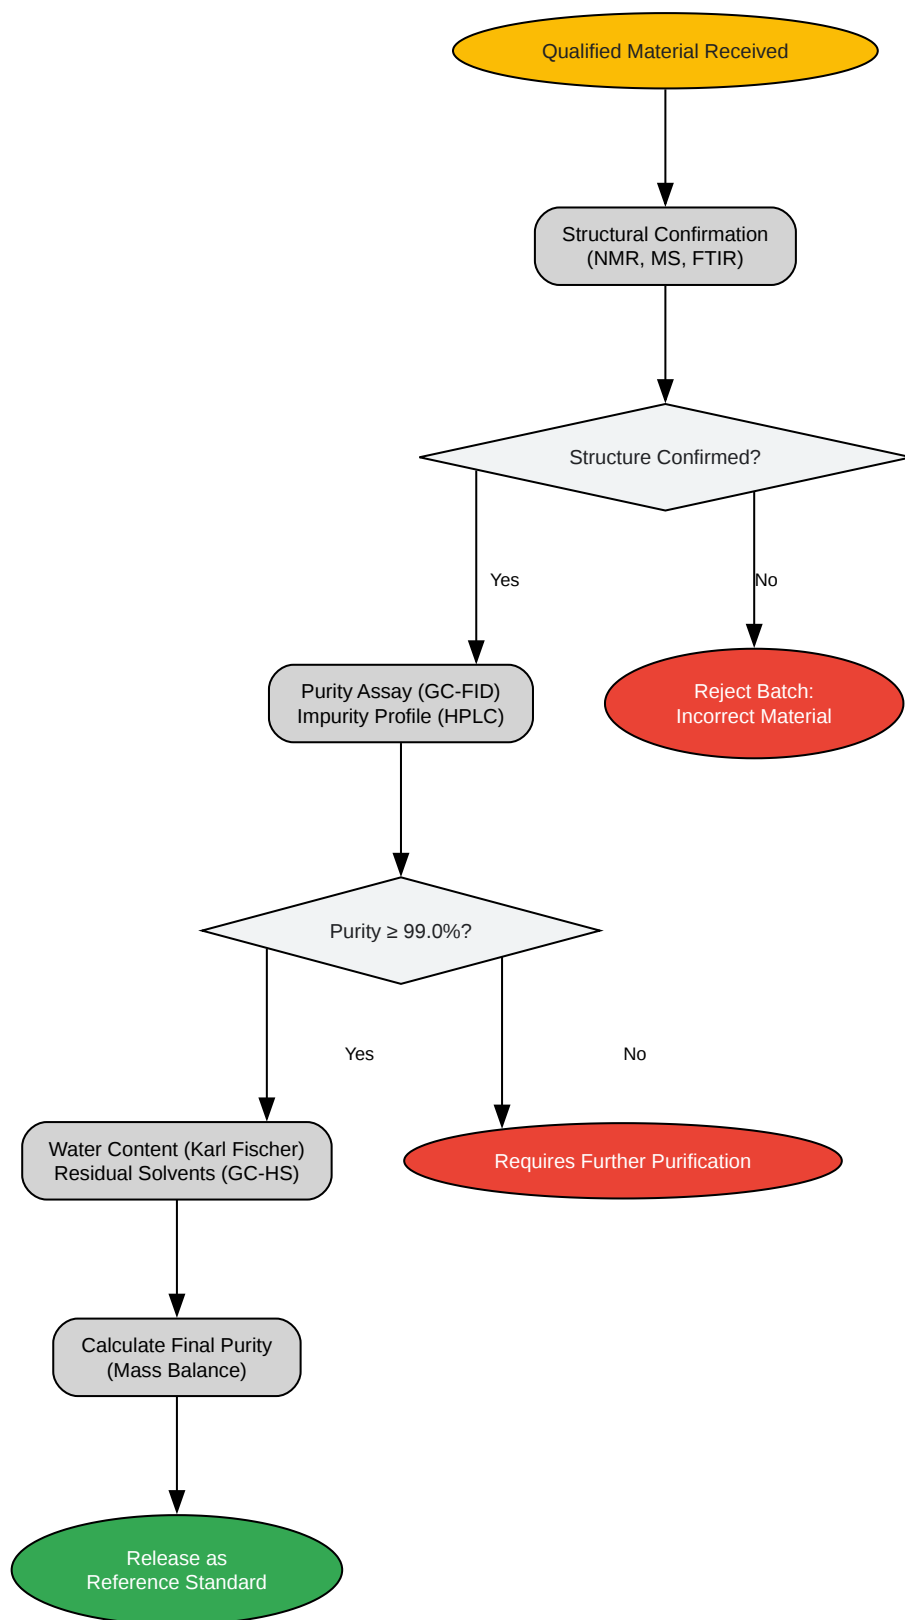 Qualified Material Received
Structural Confirmation
(NMR, MS, FTIR)
Structure Confirmed?
Yes
No
Purity Assay (GC-FID)
Impurity Profile (HPLC)
Reject Batch:
Incorrect Material
Purity ≥ 99.0%?
Yes
No
Water Content (Karl Fischer)
Residual Solvents (GC-HS)
Requires Further Purification
Calculate Final Purity
(Mass Balance)
Release as
Reference Standard